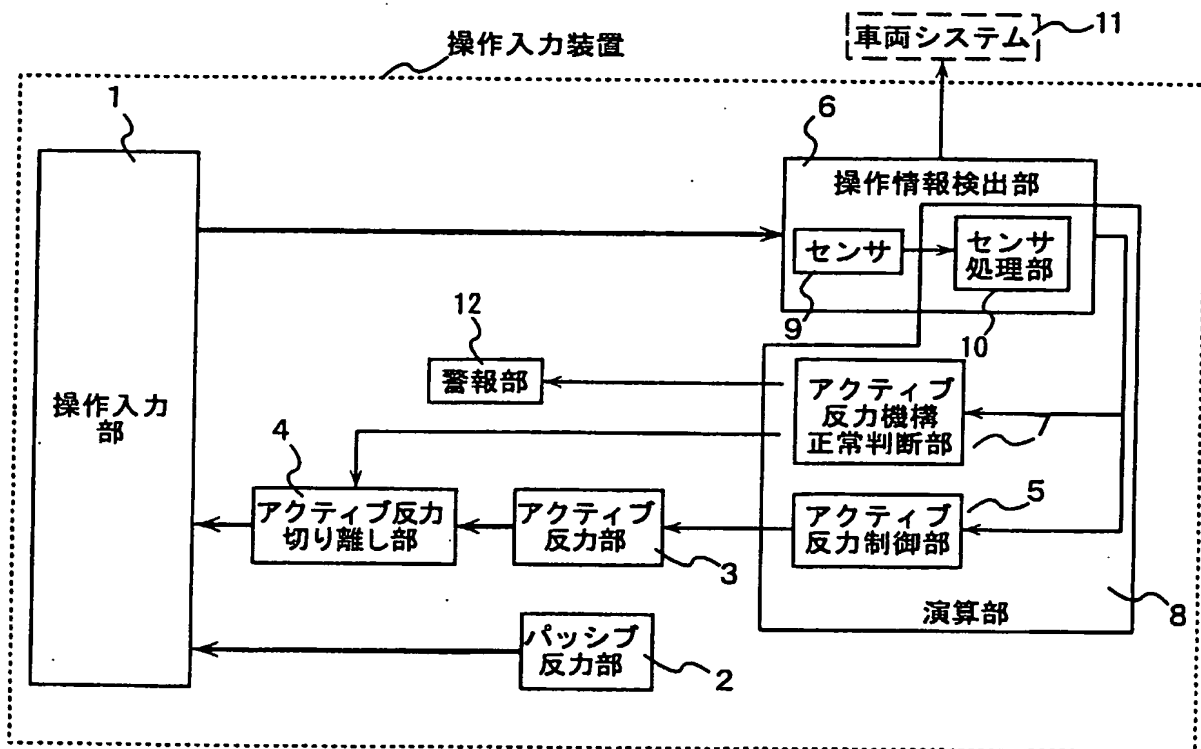 操作入力装置
車両システム
11
1
6
操作情報検出部
センサ
センサ
処理部
9
10
12
警報部
アクティブ
反力機構
正常判断部
7
操作入力
部
4
アクティブ反力
切り離し部
アクティブ
反力部
3
アクティブ
反力制御部
5
演算部
8
パッシブ
反力部
2